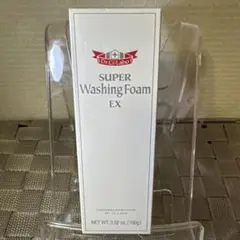 Dr.Ci:Labo
SUPER
Washing Foam
EX
NET WT. 3.52 oz. (100g)